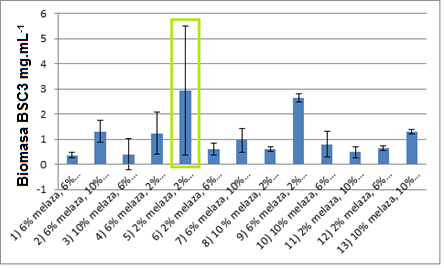 Biomasa BSC3 mg.mL-1
6
5
4
3
2
1
0
-1
1) 6% melaza, 6%...
2) 6% melaza, 10%...
3) 10% melaza, 6%...
4) 6% melaza, 2%...
5) 2% melaza, 2%...
6) 2% melaza, 6%...
7) 6% melaza, 10%...
8) 10 % melaza, 2%...
9) 6% melaza, 2%...
10) 10% melaza, 6%...
11) 2% melaza, 10%...
12) 2% melaza, 6%...
13) 10% melaza, 10%...